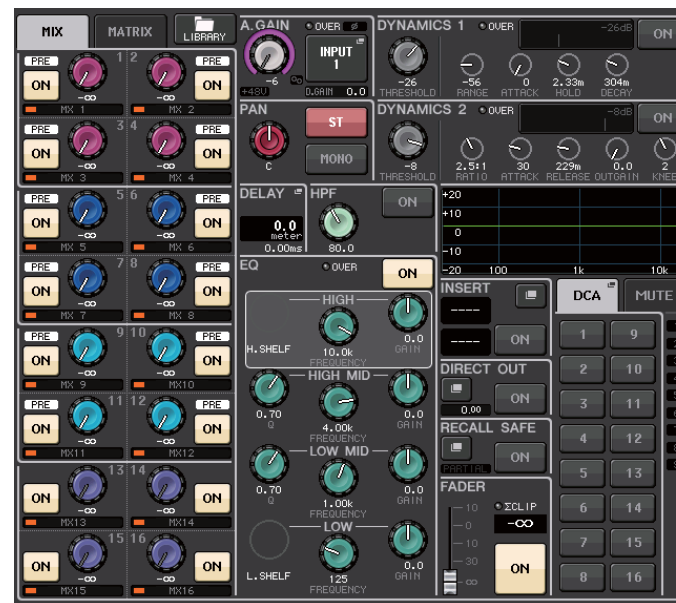 MIX MATRIX LIBRARY
PRE 1 2 PRE
ON ON
-∞ -∞
MX 1 MX 2
PRE 3 4 PRE
ON ON
-∞ -∞
MX 3 MX 4
PRE 5 6 PRE
ON ON
-∞ -∞
MX 5 MX 6
PRE 7 8 PRE
ON ON
-∞ -∞
MX 7 MX 8
PRE 9 10 PRE
ON ON
-∞ -∞
MX 9 MX10
PRE 11 12 PRE
ON ON
-∞ -∞
MX11 MX12
13 14
ON ON
-∞ -∞
MX13 MX14
15 16
ON ON
-∞ -∞
MX15 MX16
A.GAIN OVER ø
INPUT
1
-6
+48V D.GAIN 0.0
PAN
ST
MONO
C
DELAY
0.0
meter
0.00ms
HPF
ON
80.0
EQ OVER ON
HIGH
H.SHELF 10.0k 0.0
FREQUENCY GAIN
HIGH MID
0.70 4.00k 0.0
Q FREQUENCY GAIN
LOW MID
0.70 1.00k 0.0
Q FREQUENCY GAIN
LOW
L.SHELF 125 0.0
FREQUENCY GAIN
DYNAMICS 1 OVER -26dB ON
-26 -56 0 2.33m 304m
THRESHOLD RANGE ATTACK HOLD DECAY
DYNAMICS 2 OVER -8dB ON
-8 2.5:1 30 229m 0.0 2
THRESHOLD RATIO ATTACK RELEASE OUTGAIN KNEE
+20
+10
0
-10
-20 100 1k 10k
INSERT
----
---- ON
DIRECT OUT
ON
0.00
RECALL SAFE
ON
PARTIAL
FADER
10 ΣCLIP
0 -∞
10
30 ON
∞
DCA MUTE
1 9
2 10
3 11
4 12
5 13
6 14
7 15
8 16